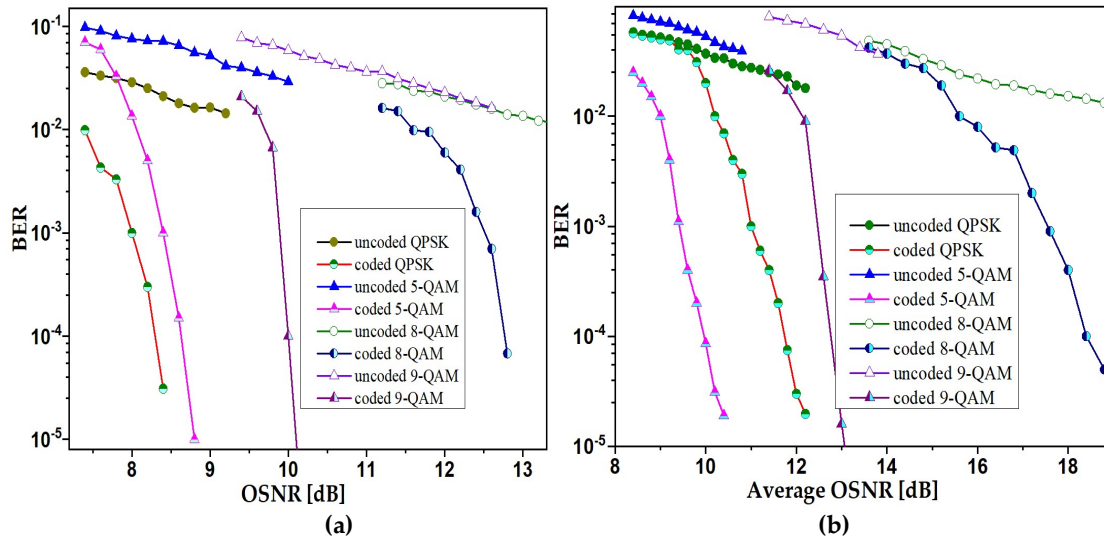 10⁻¹
10⁻²
10⁻³
10⁻⁴
10⁻⁵
BER
8 9 10 11 12 13
OSNR [dB]
uncoded QPSK
coded QPSK
uncoded 5-QAM
coded 5-QAM
uncoded 8-QAM
coded 8-QAM
uncoded 9-QAM
coded 9-QAM
(a)
10⁻¹
10⁻²
10⁻³
10⁻⁴
10⁻⁵
BER
8 10 12 14 16 18
Average OSNR [dB]
uncoded QPSK
coded QPSK
uncoded 5-QAM
coded 5-QAM
uncoded 8-QAM
coded 8-QAM
uncoded 9-QAM
coded 9-QAM
(b)